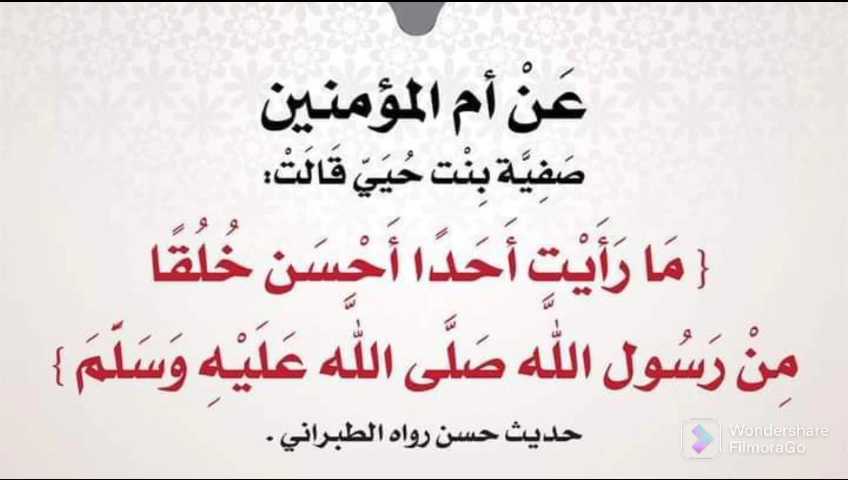 عَنْ أم المؤمنين
صَفِيَّة بِنْت حُيَيّ قَالَتْ:
{ مَا رَأَيْت أَحَدًا أَحْسَن خُلُقًا
مِنْ رَسُول اللَّه صَلَّى اللَّه عَلَيْهِ وَسَلَّمَ }
حديث حسن رواه الطبراني .
Wondershare
FilmoraGo